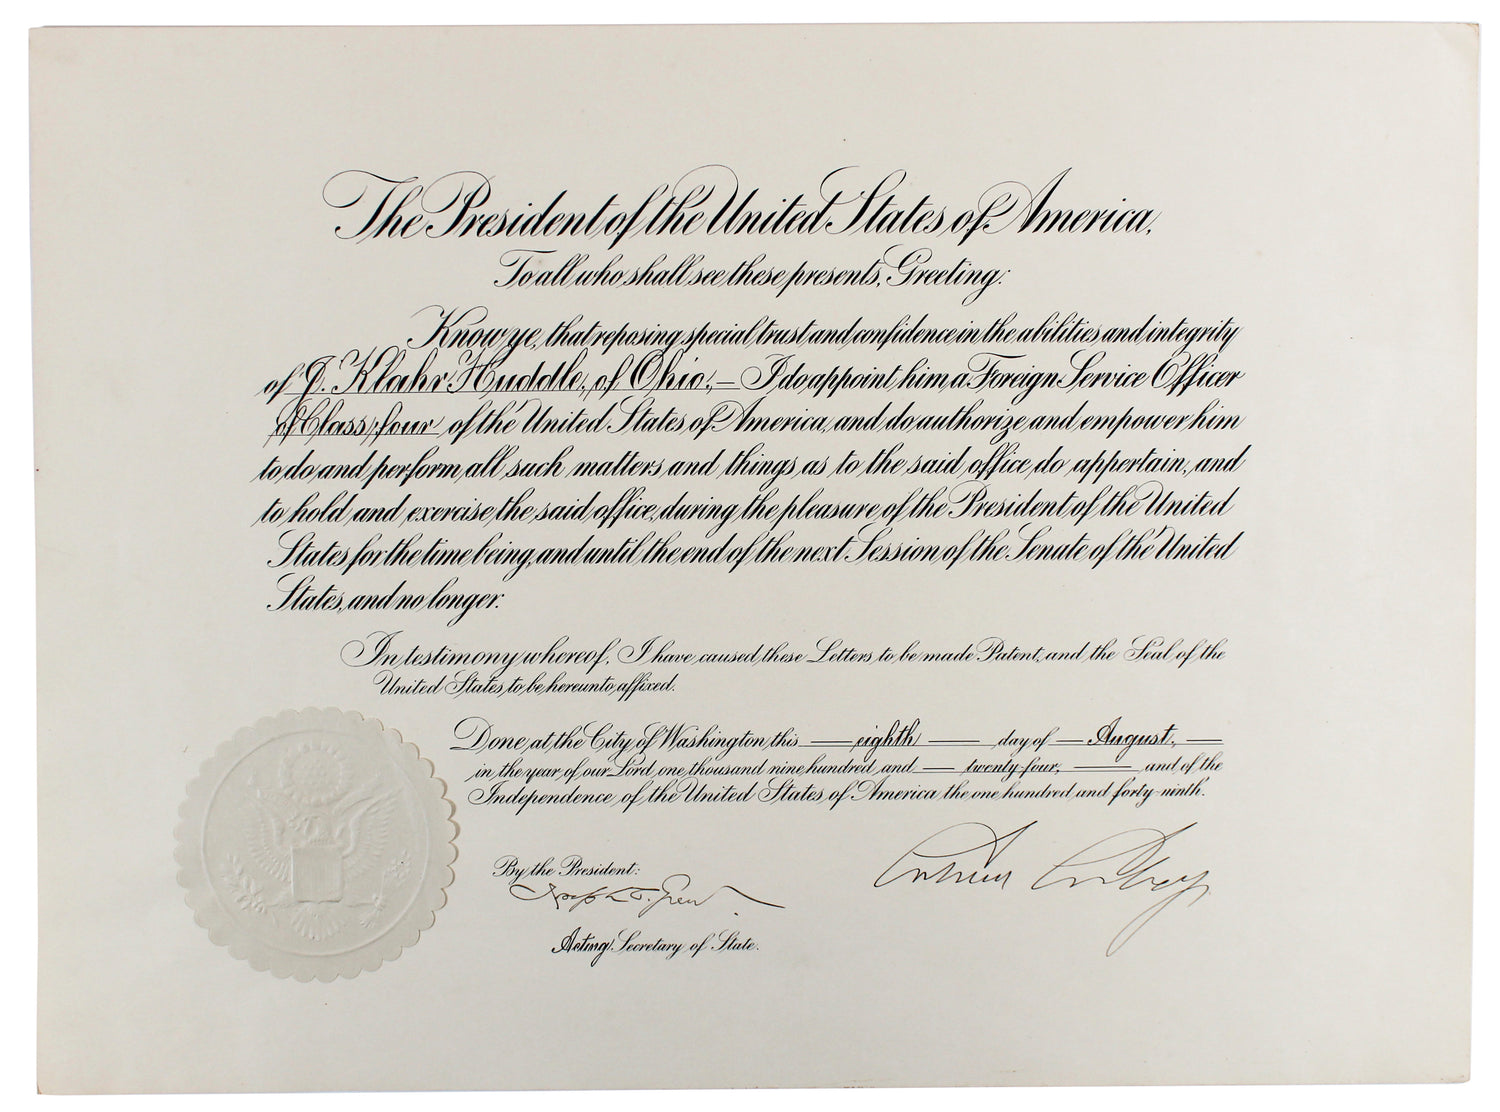 The President of the United States of America,
To all who shall see these presents, Greeting:
Know ye, that reposing special trust and confidence in the abilities and integrity
of J. Klahr Huddle, of Ohio,— I do appoint him a Foreign Service Officer
of Class four of the United States of America, and do authorize and empower him
to do and perform all such matters and things as to the said office do appertain, and
to hold and exercise the said office, during the pleasure of the President of the United
States for the time being, and until the end of the next Session of the Senate of the United
States, and no longer.
In testimony whereof, I have caused these Letters to be made Patent, and the Seal of the
United States, to be hereunto affixed.
Done at the City of Washington this — eighth — day of — August, —
in the year of our Lord one thousand nine hundred and — twenty-four, — and of the
Independence of the United States of America the one hundred and forty-ninth.
By the President:
Calvin Coolidge
Joseph C. Grew
Acting Secretary of State.